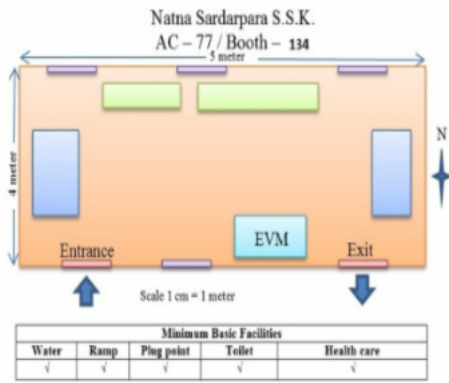 Natna Sardarpara S.S.K.
AC – 77 / Booth – 134
5 meter
4 meter
N
EVM
Entrance
Exit
Scale 1 cm = 1 meter
Minimum Basic Facilities
Water Ramp Plug point Toilet Health care
√ √ √ √ √